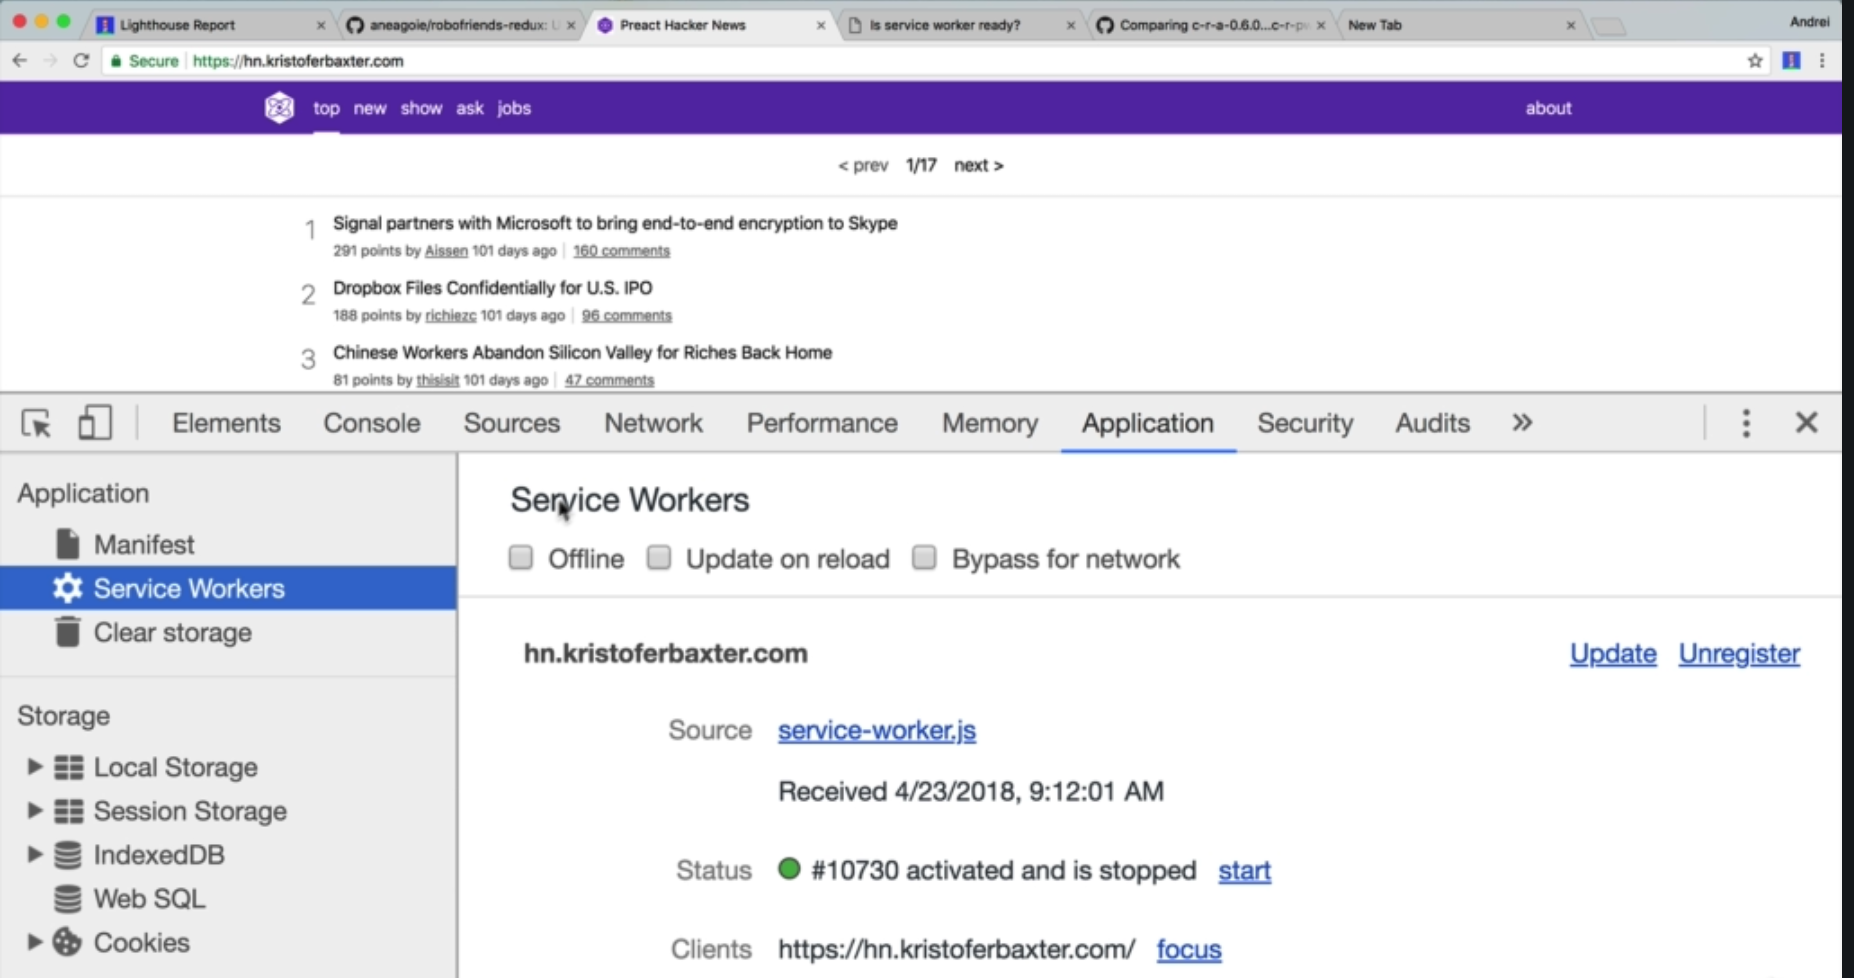 Lighthouse Report
aneagoie/robofriends-redux:
Preact Hacker News
Is service worker ready?
Comparing c-r-a-0.6.0...c-r-pw
New Tab
Andrei
Secure https://hn.kristoferbaxter.com
top new show ask jobs about
< prev 1/17 next >
1 Signal partners with Microsoft to bring end-to-end encryption to Skype
291 points by Aissen 101 days ago | 160 comments
2 Dropbox Files Confidentially for U.S. IPO
188 points by richiezc 101 days ago | 96 comments
3 Chinese Workers Abandon Silicon Valley for Riches Back Home
81 points by thisisit 101 days ago | 47 comments
Elements Console Sources Network Performance Memory Application Security Audits »
Application
Manifest
Service Workers
Clear storage
Storage
Local Storage
Session Storage
IndexedDB
Web SQL
Cookies
Service Workers
Offline Update on reload Bypass for network
hn.kristoferbaxter.com Update Unregister
Source service-worker.js
Received 4/23/2018, 9:12:01 AM
Status #10730 activated and is stopped start
Clients https://hn.kristoferbaxter.com/ focus